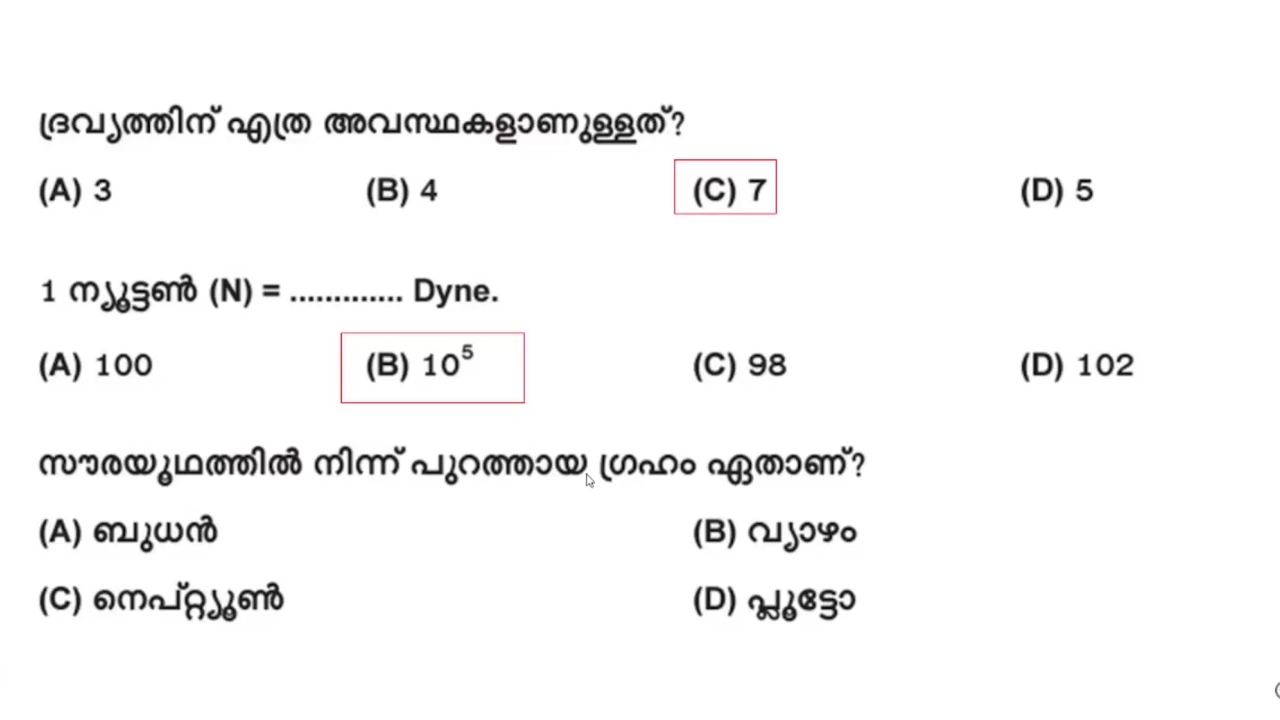 ദ്രവ്യത്തിന് എത്ര അവസ്ഥകളാണുള്ളത്?
(A) 3 (B) 4 (C) 7 (D) 5
1 ന്യൂട്ടൺ (N) = ............. Dyne.
(A) 100 (B) 10⁵ (C) 98 (D) 102
സൗരയൂഥത്തിൽ നിന്ന് പുറത്തായ ഗ്രഹം ഏതാണ്?
(A) ബുധൻ (B) വ്യാഴം
(C) നെപ്റ്റ്യൂൺ (D) പ്ലൂട്ടോ